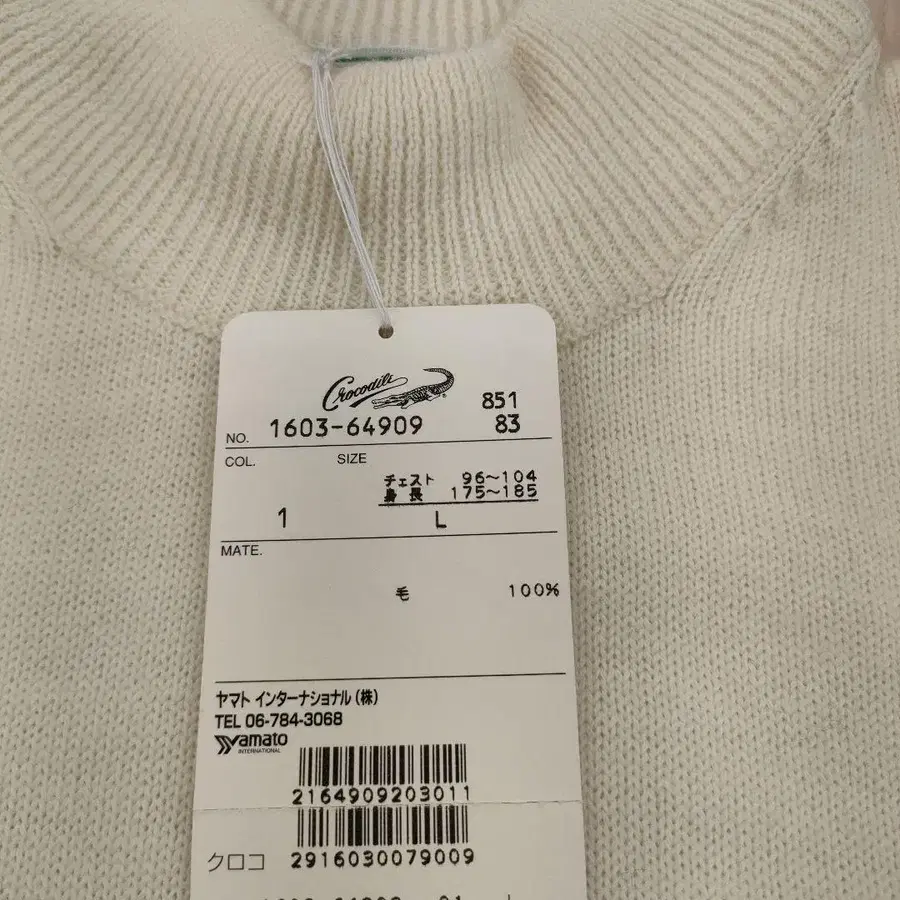 Crocodile
851
NO. 1603-64909 83
COL. SIZE
チェスト 96〜104
身長 175〜185
1 L
MATE.
毛 100%
ヤマト インターナショナル(株)
TEL 06-784-3068
Yamato
INTERNATIONAL
2164909203011
クロコ 2916030079009